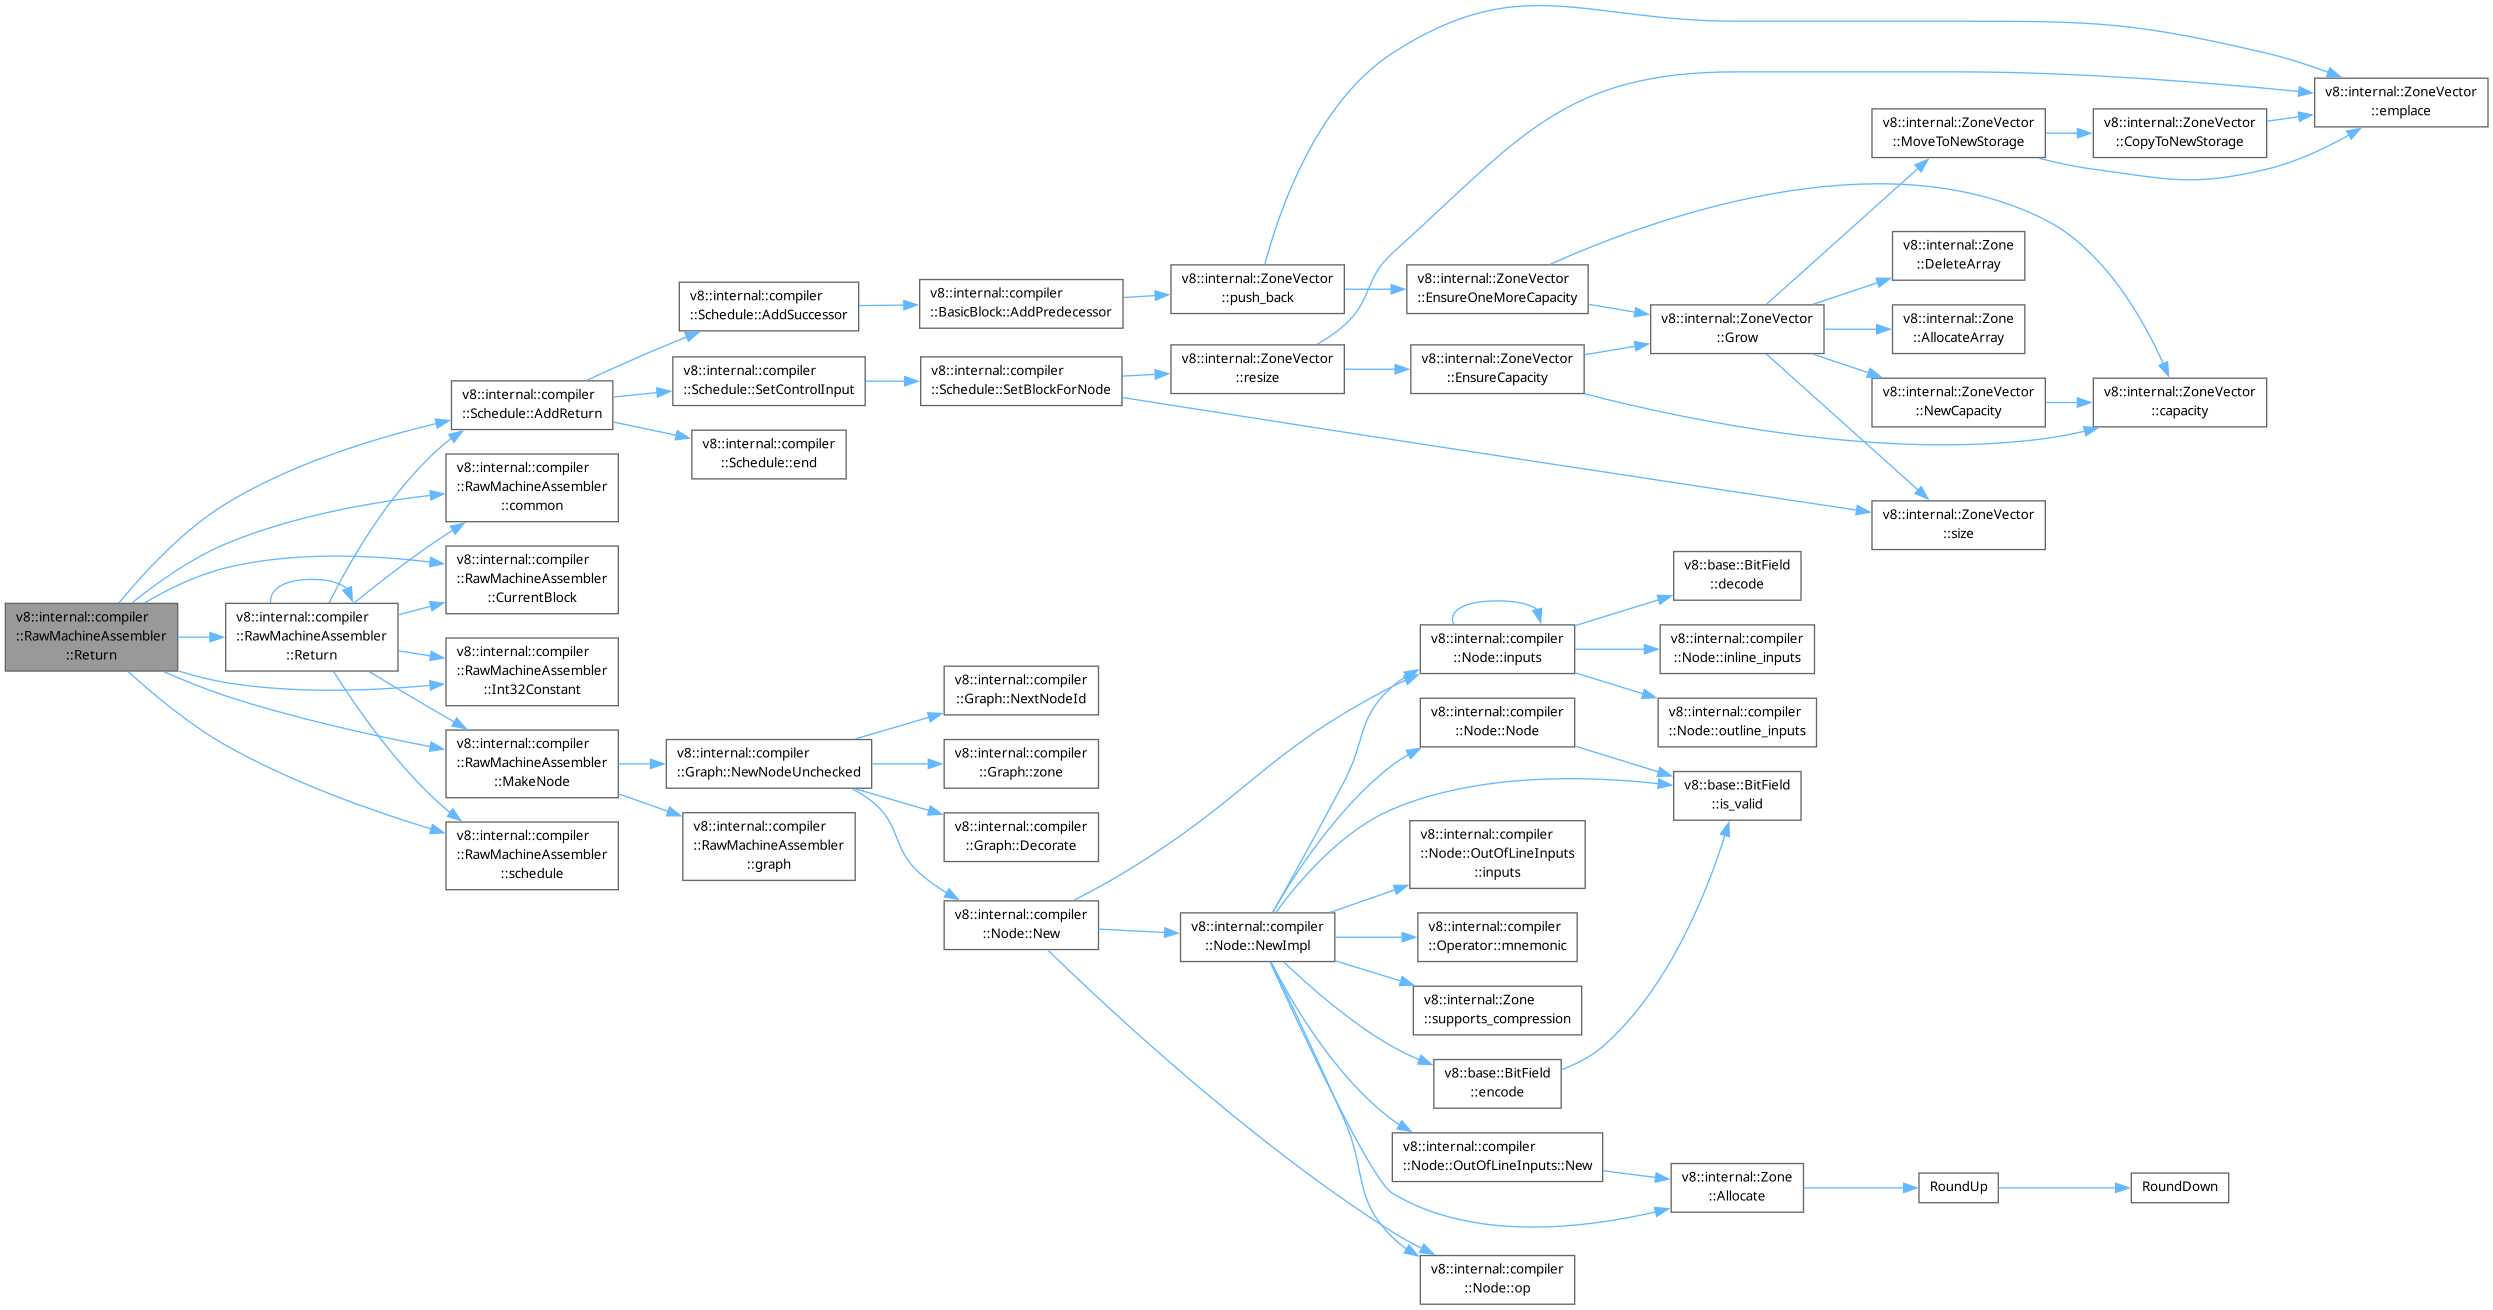 v8::internal::compiler
::RawMachineAssembler
::Return
v8::internal::compiler
::RawMachineAssembler
::Return
v8::internal::compiler
::Schedule::AddReturn
v8::internal::compiler
::RawMachineAssembler
::common
v8::internal::compiler
::RawMachineAssembler
::CurrentBlock
v8::internal::compiler
::RawMachineAssembler
::Int32Constant
v8::internal::compiler
::RawMachineAssembler
::MakeNode
v8::internal::compiler
::RawMachineAssembler
::schedule
v8::internal::compiler
::Schedule::AddSuccessor
v8::internal::compiler
::Schedule::SetControlInput
v8::internal::compiler
::Schedule::end
v8::internal::compiler
::Graph::NewNodeUnchecked
v8::internal::compiler
::RawMachineAssembler
::graph
v8::internal::compiler
::BasicBlock::AddPredecessor
v8::internal::compiler
::Schedule::SetBlockForNode
v8::internal::compiler
::Graph::NextNodeId
v8::internal::compiler
::Graph::zone
v8::internal::compiler
::Graph::Decorate
v8::internal::compiler
::Node::New
v8::internal::ZoneVector
::push_back
v8::internal::ZoneVector
::resize
v8::internal::compiler
::Node::NewImpl
v8::internal::ZoneVector
::EnsureOneMoreCapacity
v8::internal::ZoneVector
::EnsureCapacity
v8::internal::compiler
::Node::inputs
v8::internal::compiler
::Node::Node
v8::internal::compiler
::Node::OutOfLineInputs
::inputs
v8::internal::compiler
::Operator::mnemonic
v8::internal::Zone
::supports_compression
v8::base::BitField
::encode
v8::internal::compiler
::Node::OutOfLineInputs::New
v8::internal::compiler
::Node::op
v8::internal::ZoneVector
::Grow
v8::base::BitField
::decode
v8::internal::compiler
::Node::inline_inputs
v8::internal::compiler
::Node::outline_inputs
v8::base::BitField
::is_valid
v8::internal::Zone
::Allocate
v8::internal::ZoneVector
::MoveToNewStorage
v8::internal::Zone
::DeleteArray
v8::internal::Zone
::AllocateArray
v8::internal::ZoneVector
::NewCapacity
v8::internal::ZoneVector
::size
RoundUp
v8::internal::ZoneVector
::CopyToNewStorage
v8::internal::ZoneVector
::capacity
RoundDown
v8::internal::ZoneVector
::emplace